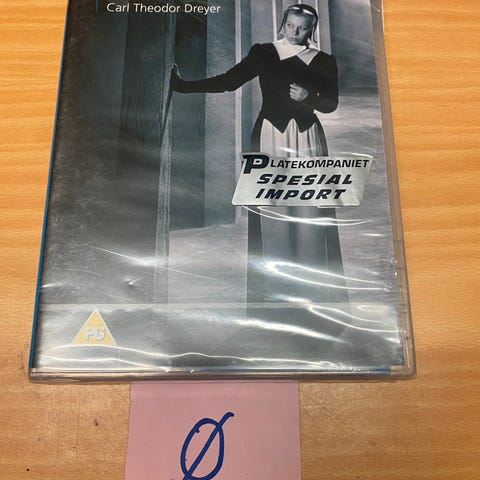 Carl Theodor Dreyer
PLATEKOMPANIET
SPESIAL
IMPORT
PG
Ø